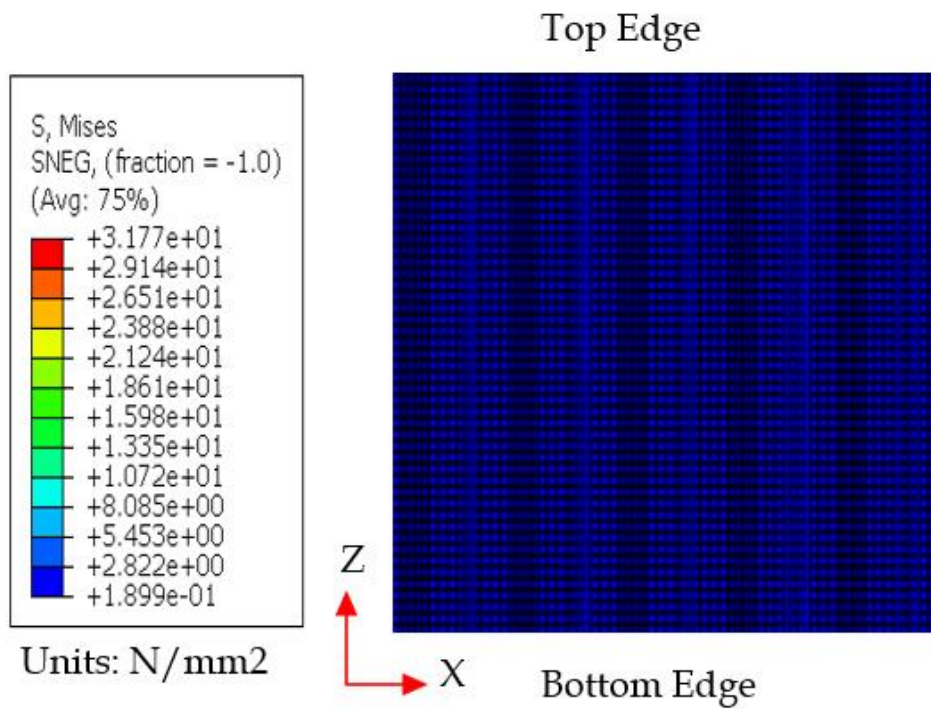 Top Edge
S, Mises
SNEG, (fraction = -1.0)
(Avg: 75%)
+3.177e+01
+2.914e+01
+2.651e+01
+2.388e+01
+2.124e+01
+1.861e+01
+1.598e+01
+1.335e+01
+1.072e+01
+8.085e+00
+5.453e+00
+2.822e+00
+1.899e-01
Units: N/mm2
Z
X
Bottom Edge